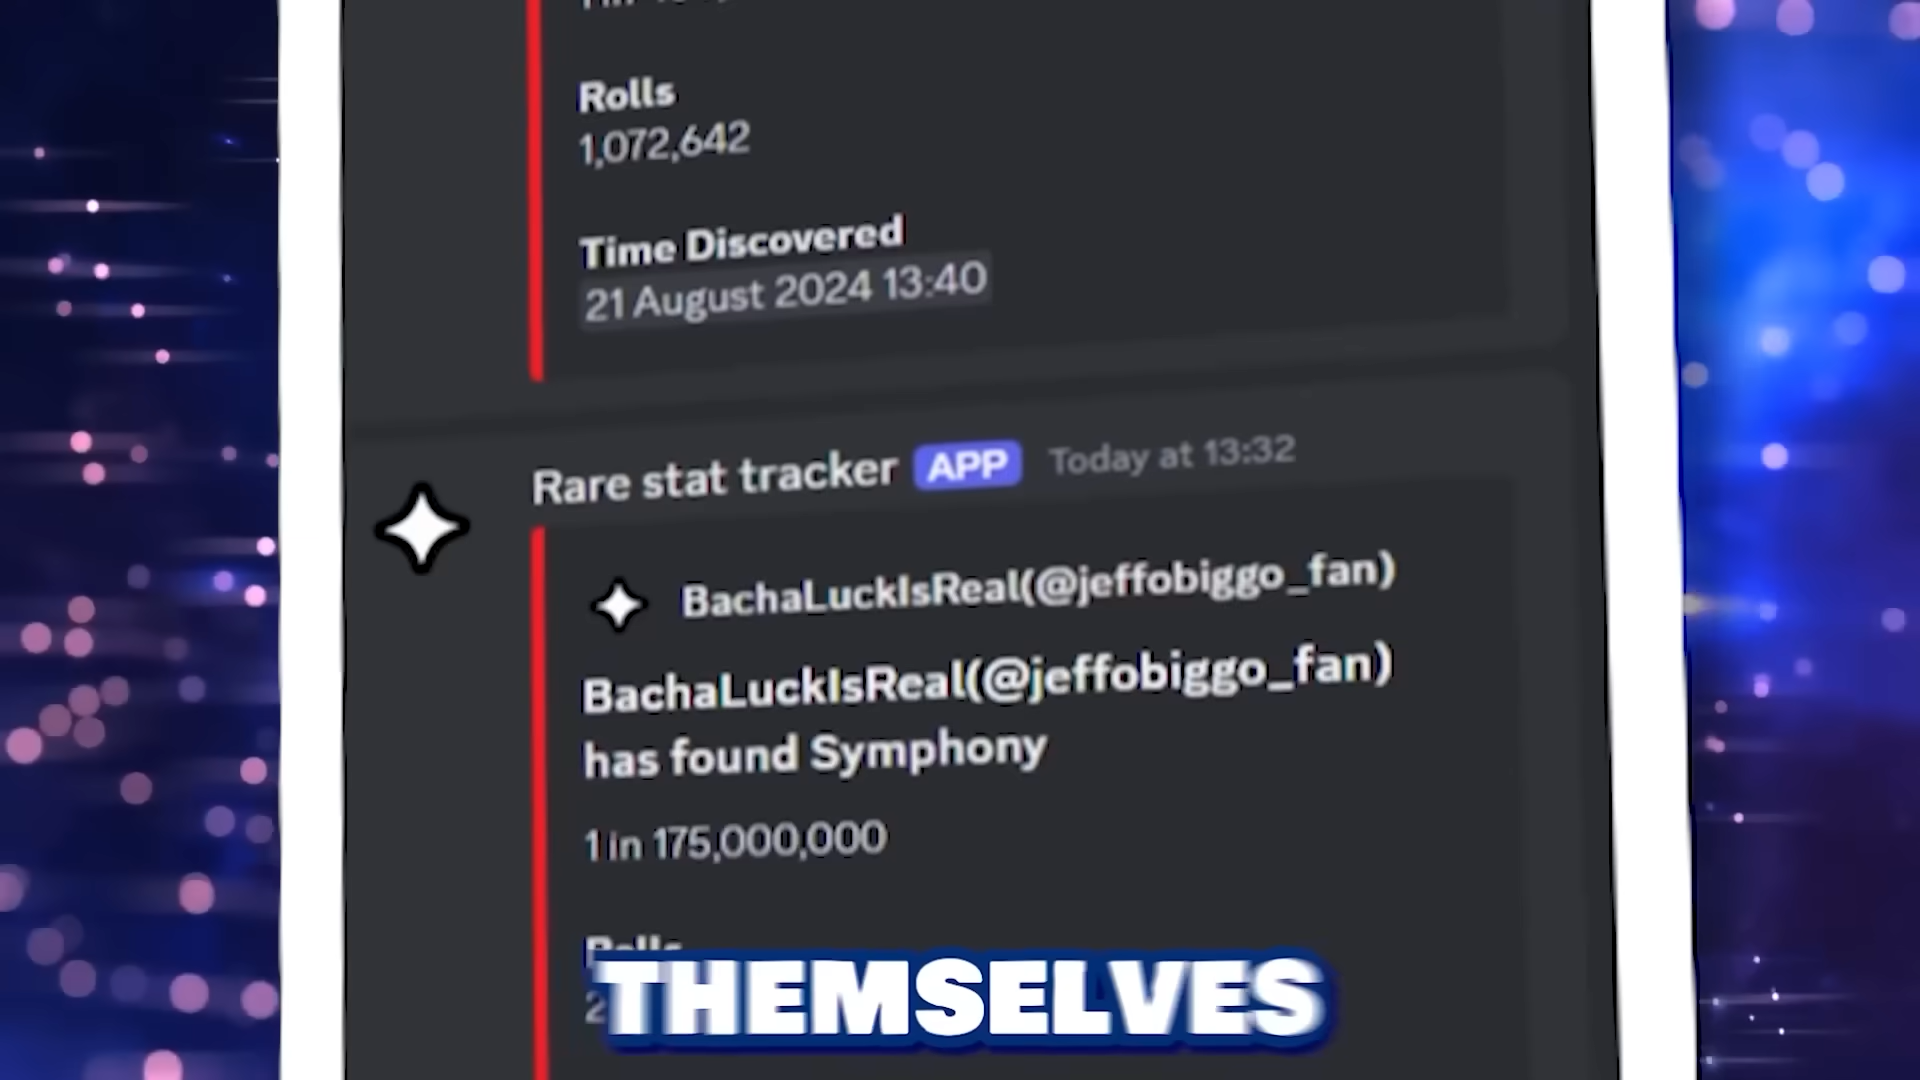 Rolls
1,072,642
Time Discovered
21 August 2024 13:40
Rare stat tracker APP Today at 13:32
BachaLuckIsReal(@jeffobiggo_fan)
BachaLuckIsReal(@jeffobiggo_fan)
has found Symphony
1 in 175,000,000
Rolls
THEMSELVES